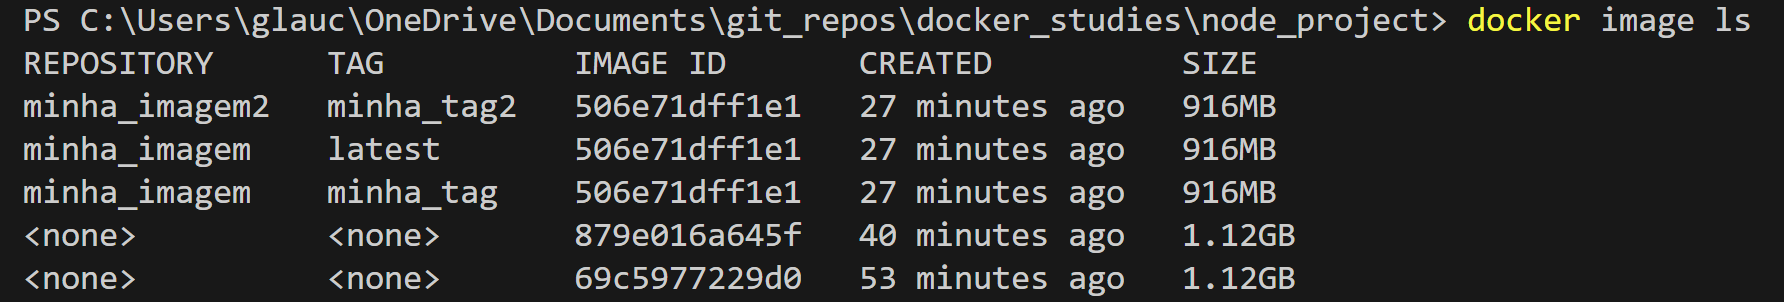 PS C:\Users\glauc\OneDrive\Documents\git_repos\docker_studies\node_project> docker image ls
REPOSITORY TAG IMAGE ID CREATED SIZE
minha_imagem2 minha_tag2 506e71dff1e1 27 minutes ago 916MB
minha_imagem latest 506e71dff1e1 27 minutes ago 916MB
minha_imagem minha_tag 506e71dff1e1 27 minutes ago 916MB
<none> <none> 879e016a645f 40 minutes ago 1.12GB
<none> <none> 69c5977229d0 53 minutes ago 1.12GB